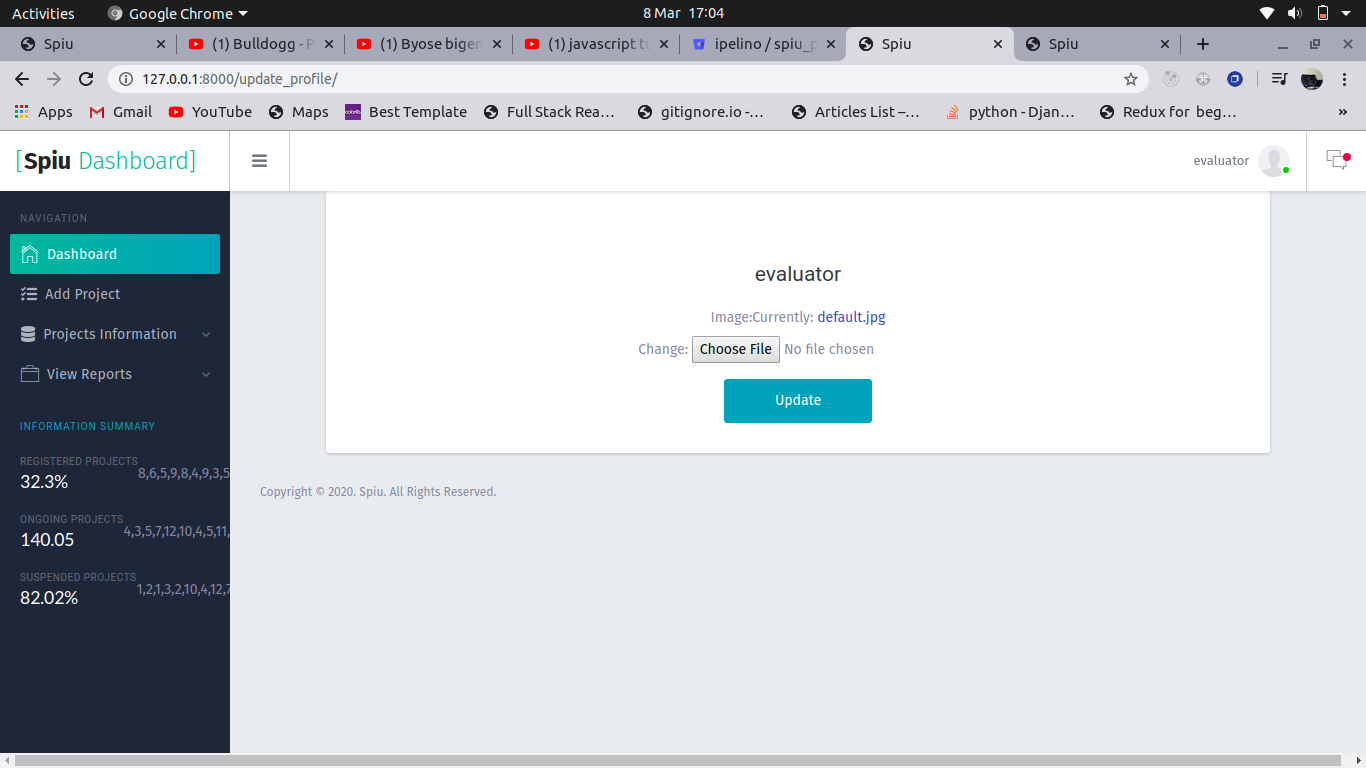 Activities Google Chrome 8 Mar 17:04
Spiu (1) Bulldogg - P (1) Byose bigen (1) javascript tu ipelino / spiu_p Spiu Spiu
127.0.0.1:8000/update_profile/
Apps Gmail YouTube Maps Best Template Full Stack Rea… gitignore.io -… Articles List –… python - Djan… Redux for beg… »
[Spiu Dashboard] evaluator
NAVIGATION
Dashboard
Add Project
Projects Information
View Reports
INFORMATION SUMMARY
REGISTERED PROJECTS
32.3% 8,6,5,9,8,4,9,3,5
ONGOING PROJECTS
140.05 4,3,5,7,12,10,4,5,11,
SUSPENDED PROJECTS
82.02% 1,2,1,3,2,10,4,12,7
evaluator
Image:Currently: default.jpg
Change: Choose File No file chosen
Update
Copyright © 2020. Spiu. All Rights Reserved.